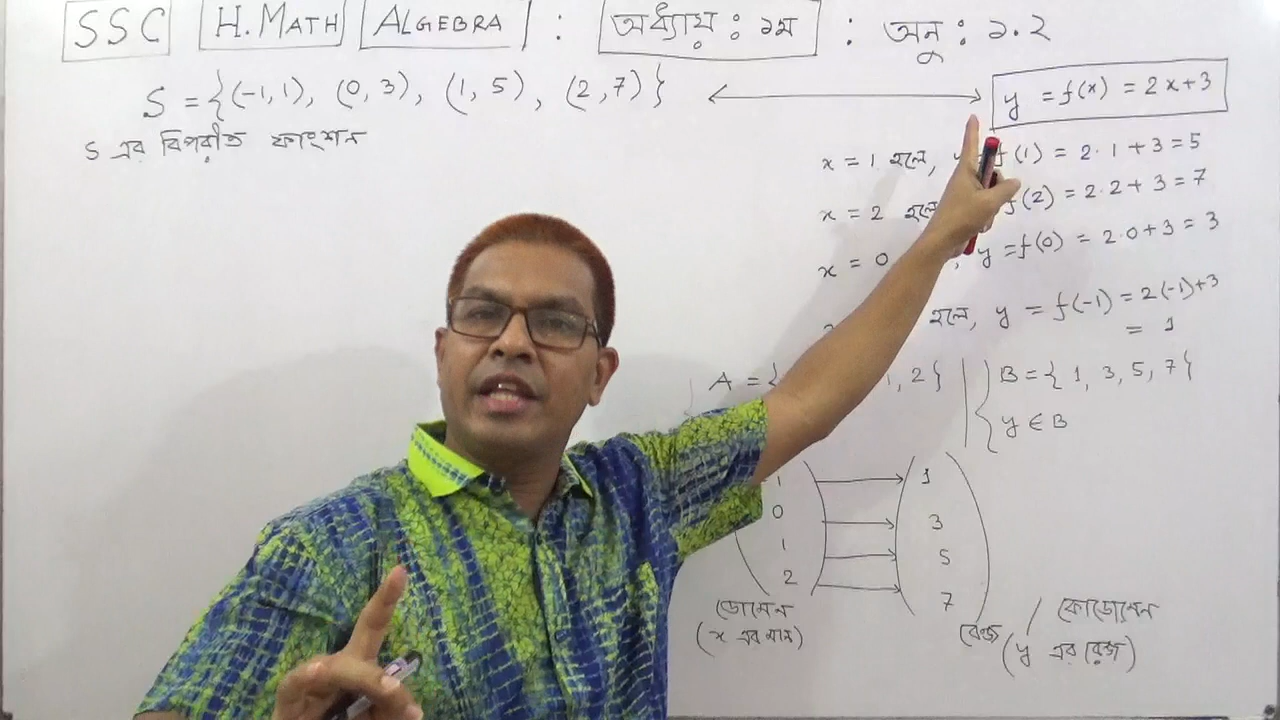 SSC H. MATH ALGEBRA : অধ্যায় : ১ম : অনু : ১.২
S = {(-1, 1), (0, 3), (1, 5), (2, 7)} ⟷ y = f(x) = 2x+3
S এর বিপরীত ফাংশন
x = 1 হলে, f(1) = 2·1 + 3 = 5
x = 2 হলে f(2) = 2·2 + 3 = 7
x = 0 , y = f(0) = 2·0+3 = 3
হলে, y = f(-1) = 2(-1)+3
= 1
A = { 1, 2} B = { 1, 3, 5, 7}
y ∈ B
1 1
0 3
1 5
2 7
ডোমেন রেঞ্জ / কোডোমেন
(x এর মান) (y এর রেঞ্জ)